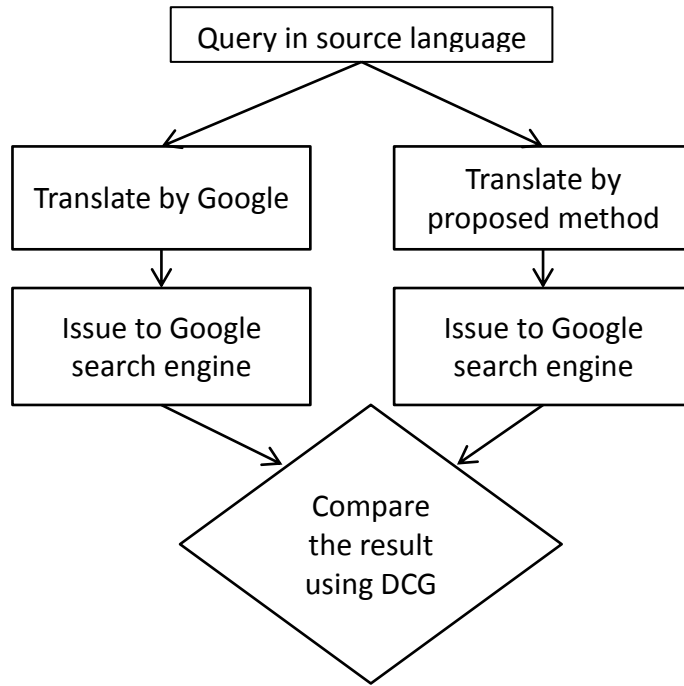 Query in source language
Translate by Google
Translate by
proposed method
Issue to Google
search engine
Issue to Google
search engine
Compare
the result
using DCG